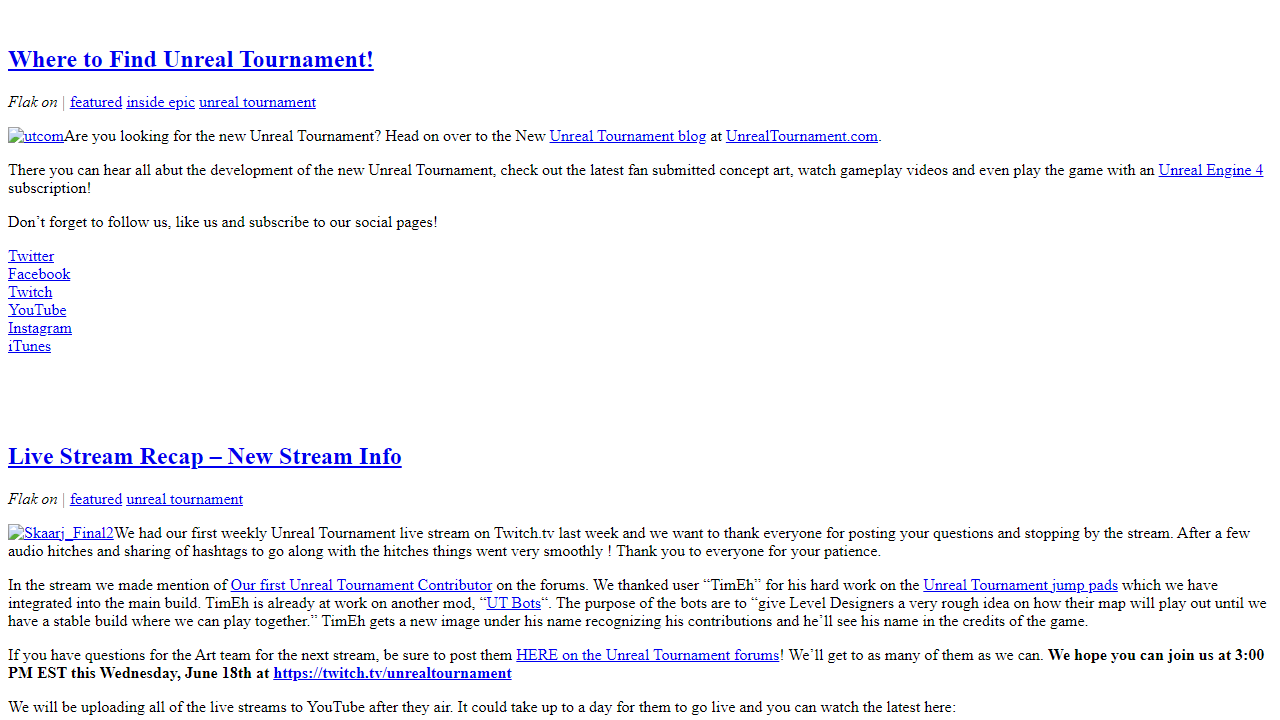 Where to Find Unreal Tournament!
Flak on | featured inside epic unreal tournament
utcomAre you looking for the new Unreal Tournament? Head on over to the New Unreal Tournament blog at UnrealTournament.com.
There you can hear all abut the development of the new Unreal Tournament, check out the latest fan submitted concept art, watch gameplay videos and even play the game with an Unreal Engine 4
subscription!
Don’t forget to follow us, like us and subscribe to our social pages!
Twitter
Facebook
Twitch
YouTube
Instagram
iTunes
Live Stream Recap – New Stream Info
Flak on | featured unreal tournament
Skaarj_Final2We had our first weekly Unreal Tournament live stream on Twitch.tv last week and we want to thank everyone for posting your questions and stopping by the stream. After a few
audio hitches and sharing of hashtags to go along with the hitches things went very smoothly ! Thank you to everyone for your patience.
In the stream we made mention of Our first Unreal Tournament Contributor on the forums. We thanked user “TimEh” for his hard work on the Unreal Tournament jump pads which we have
integrated into the main build. TimEh is already at work on another mod, “UT Bots“. The purpose of the bots are to “give Level Designers a very rough idea on how their map will play out until we
have a stable build where we can play together.” TimEh gets a new image under his name recognizing his contributions and he’ll see his name in the credits of the game.
If you have questions for the Art team for the next stream, be sure to post them HERE on the Unreal Tournament forums! We’ll get to as many of them as we can. We hope you can join us at 3:00
PM EST this Wednesday, June 18th at https://twitch.tv/unrealtournament
We will be uploading all of the live streams to YouTube after they air. It could take up to a day for them to go live and you can watch the latest here: